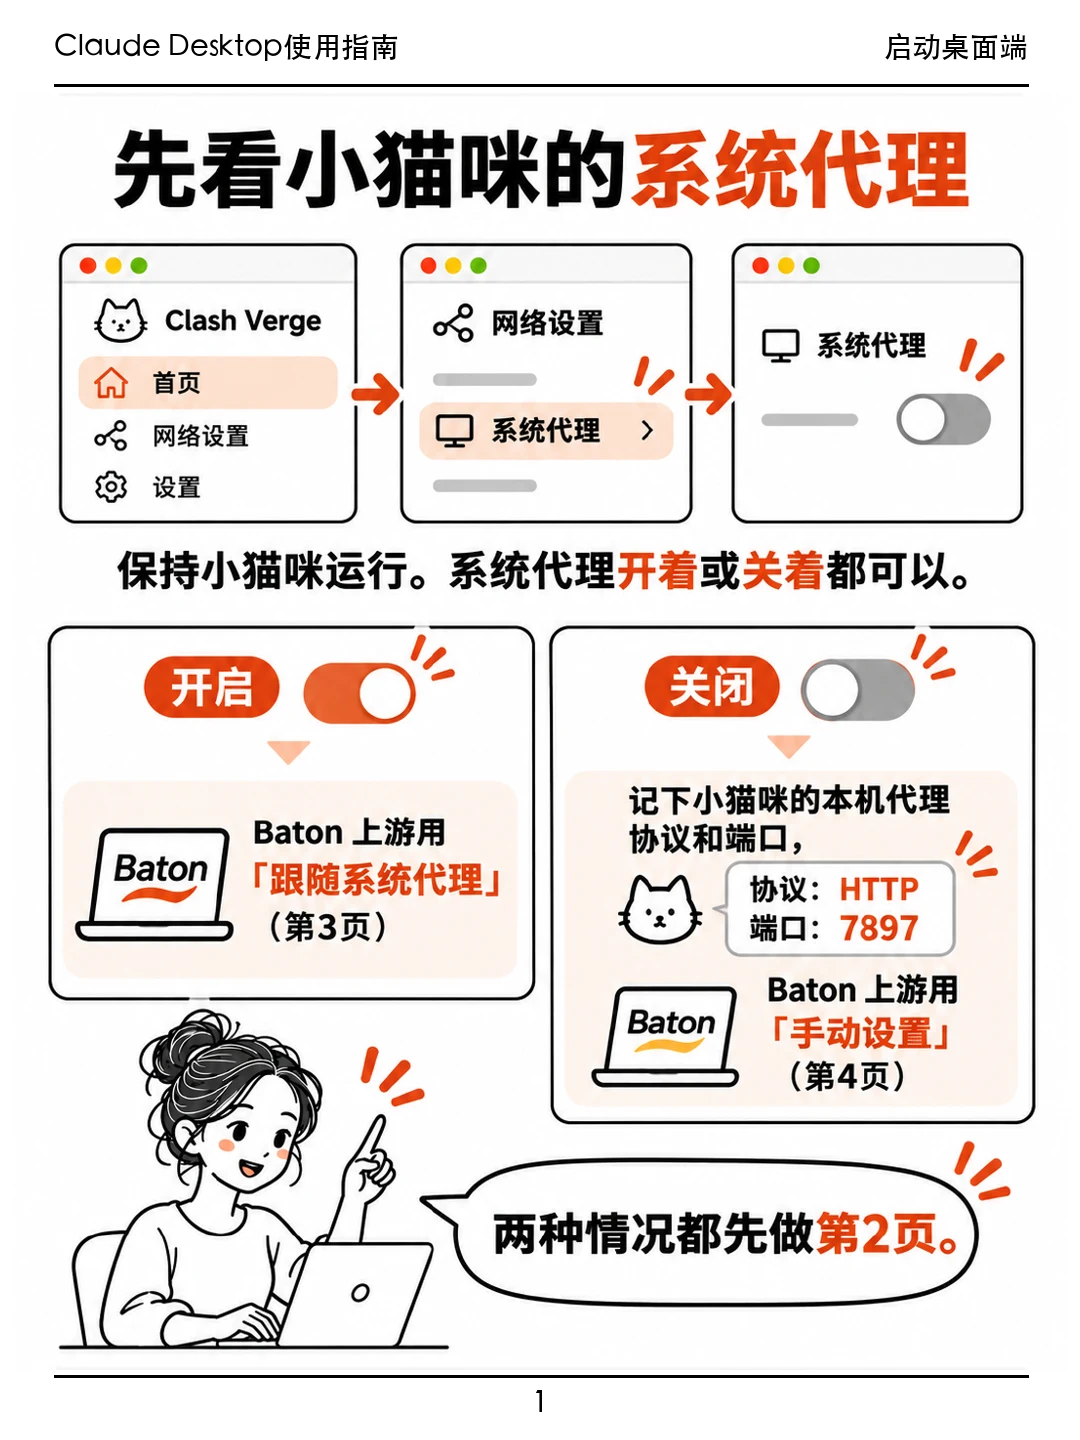 Claude Desktop使用指南
启动桌面端
先看小猫咪的系统代理
Clash Verge
首页
网络设置
设置
网络设置
系统代理
系统代理
保持小猫咪运行。系统代理开着或关着都可以。
开启
Baton
Baton 上游用
「跟随系统代理」
（第3页）
关闭
记下小猫咪的本机代理
协议和端口，
协议： HTTP
端口： 7897
Baton
Baton 上游用
「手动设置」
（第4页）
两种情况都先做第2页。
1